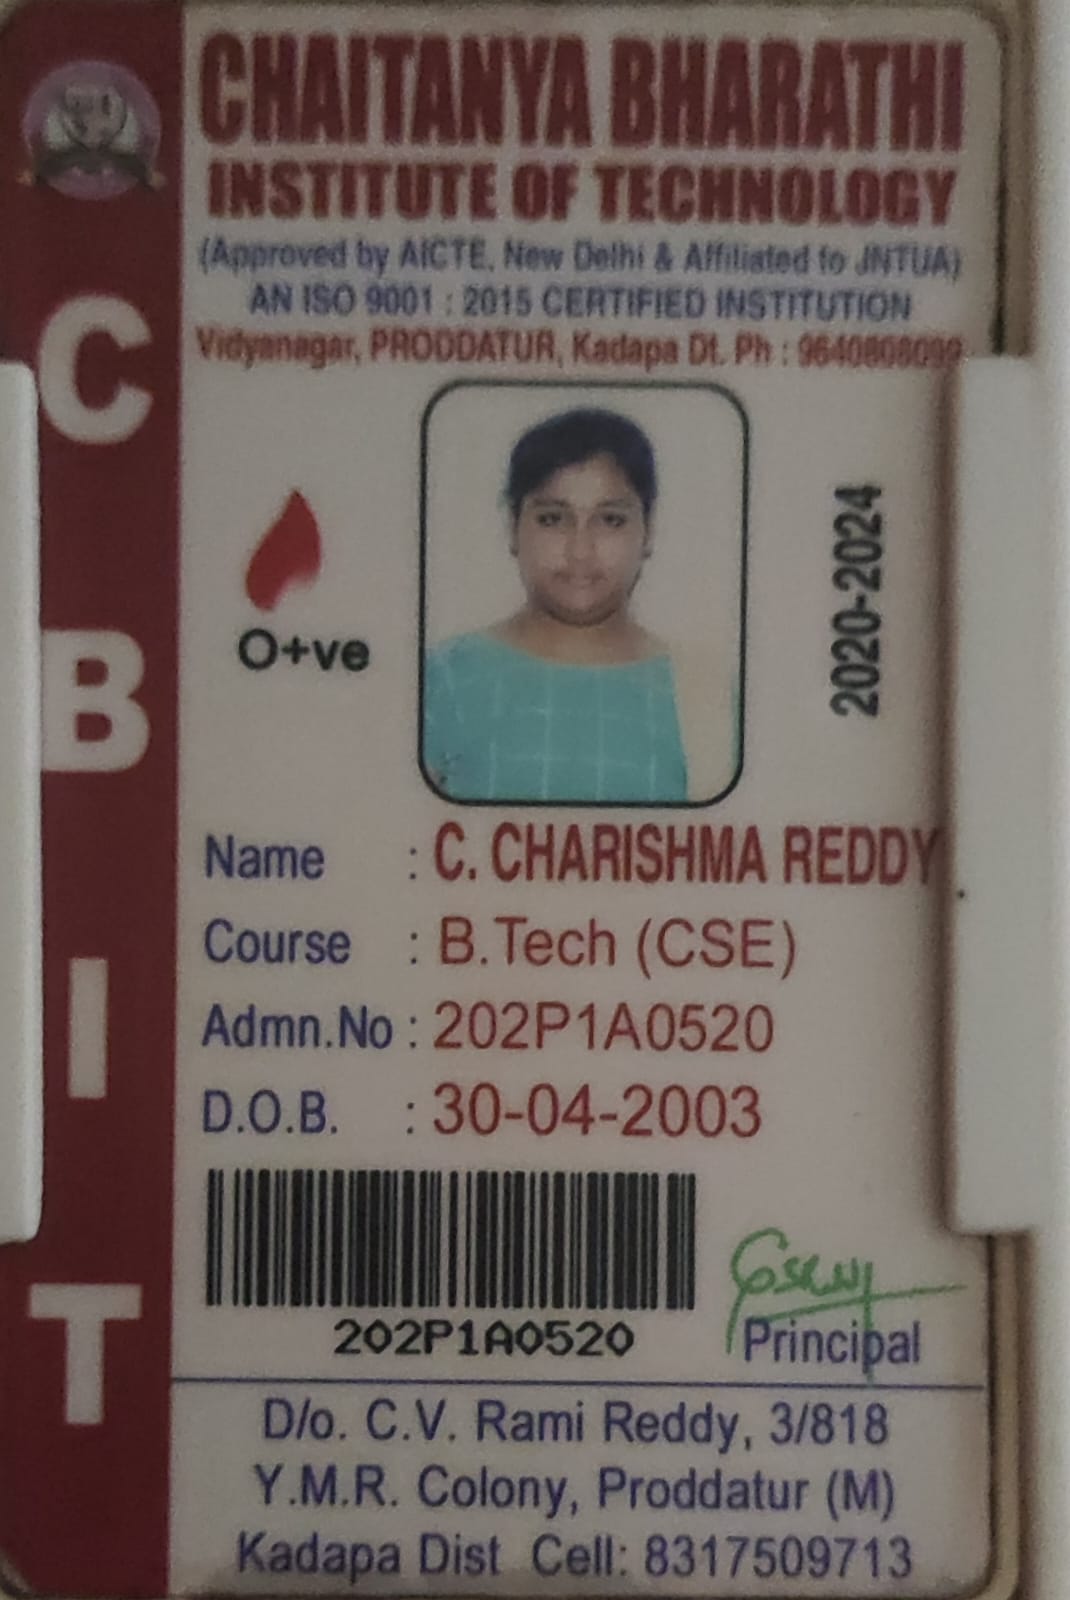 CHAITANYA BHARATHI
INSTITUTE OF TECHNOLOGY
(Approved by AICTE, New Delhi & Affiliated to JNTUA)
AN ISO 9001 : 2015 CERTIFIED INSTITUTION
Vidyanagar, PRODDATUR, Kadapa Dt. Ph : 9640808099
C B I T
O+ve
2020-2024
Name : C. CHARISHMA REDDY
Course : B.Tech (CSE)
Admn.No : 202P1A0520
D.O.B. : 30-04-2003
202P1A0520
Principal
D/o. C.V. Rami Reddy, 3/818
Y.M.R. Colony, Proddatur (M)
Kadapa Dist Cell: 8317509713